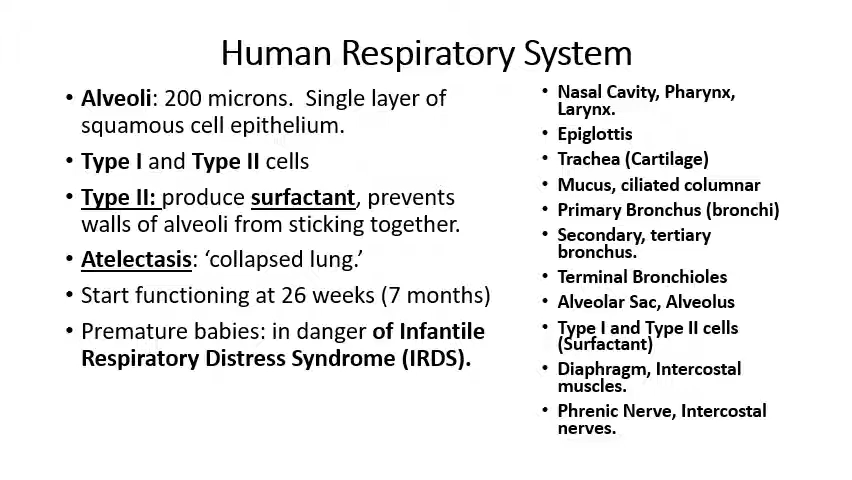 Human Respiratory System
• Alveoli: 200 microns. Single layer of
squamous cell epithelium.
• Type I and Type II cells
• Type II: produce surfactant, prevents
walls of alveoli from sticking together.
• Atelectasis: ‘collapsed lung.’
• Start functioning at 26 weeks (7 months)
• Premature babies: in danger of Infantile
Respiratory Distress Syndrome (IRDS).
• Nasal Cavity, Pharynx,
Larynx.
• Epiglottis
• Trachea (Cartilage)
• Mucus, ciliated columnar
• Primary Bronchus (bronchi)
• Secondary, tertiary
bronchus.
• Terminal Bronchioles
• Alveolar Sac, Alveolus
• Type I and Type II cells
(Surfactant)
• Diaphragm, Intercostal
muscles.
• Phrenic Nerve, Intercostal
nerves.